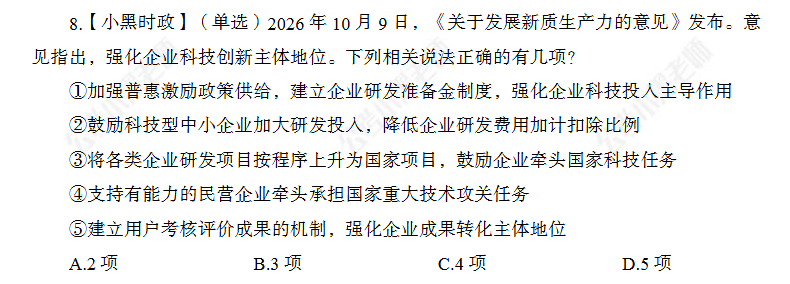 8.【小黑时政】（单选）2026 年 10 月 9 日，《关于发展新质生产力的意见》发布。意
见指出，强化企业科技创新主体地位。下列相关说法正确的有几项?
①加强普惠激励政策供给，建立企业研发准备金制度，强化企业科技投入主导作用
②鼓励科技型中小企业加大研发投入，降低企业研发费用加计扣除比例
③将各类企业研发项目按程序上升为国家项目，鼓励企业牵头国家科技任务
④支持有能力的民营企业牵头承担国家重大技术攻关任务
⑤建立用户考核评价成果的机制，强化企业成果转化主体地位
A.2 项 B.3 项 C.4 项 D.5 项